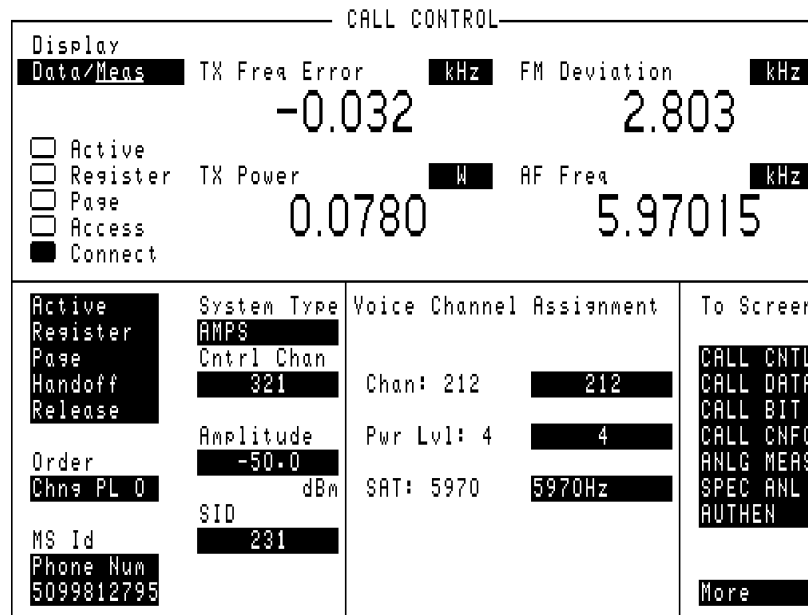 CALL CONTROL
Display
Data/Meas TX Freq Error kHz FM Deviation kHz
-0.032 2.803
Active
Register TX Power W AF Freq kHz
Page
0.0780 5.97015
Access
Connect
Active System Type Voice Channel Assignment To Screen
Register AMPS
Page Cntrl Chan CALL CNTL
Handoff 321 Chan: 212 212 CALL DATA
Release CALL BIT
Amplitude Pwr Lvl: 4 4 CALL CNFG
Order -50.0 ANLG MEAS
Chng PL 0 dBm SAT: 5970 5970Hz SPEC ANL
SID AUTHEN
MS Id 231
Phone Num
5099812795 More